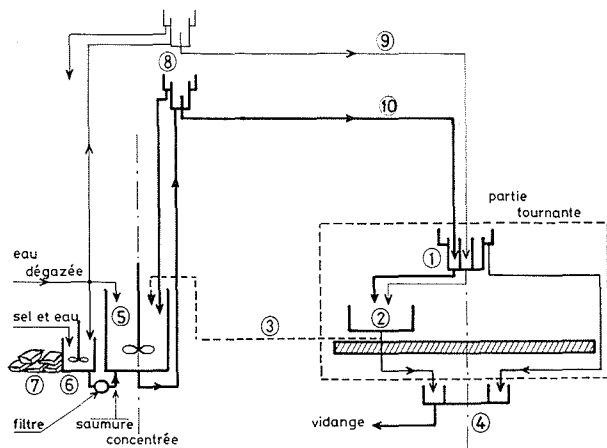 ⑨
⑧
⑩
partie
tournante
①
eau
dégazée
⑤
②
sel et eau
③
⑦
⑥
filtre
saumure
concentrée
vidange
④